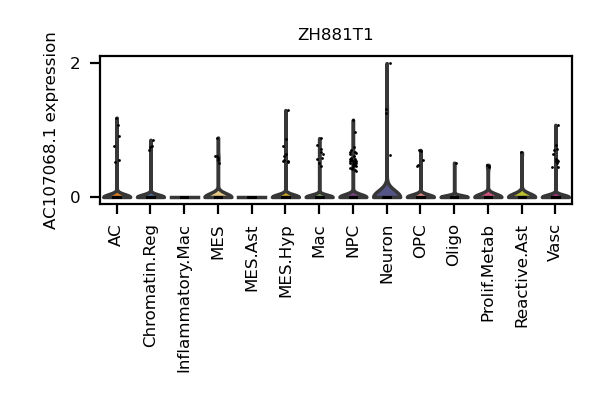 ZH881T1
AC107068.1 expression
2
0
AC
Chromatin.Reg
Inflammatory.Mac
MES
MES.Ast
MES.Hyp
Mac
NPC
Neuron
OPC
Oligo
Prolif.Metab
Reactive.Ast
Vasc